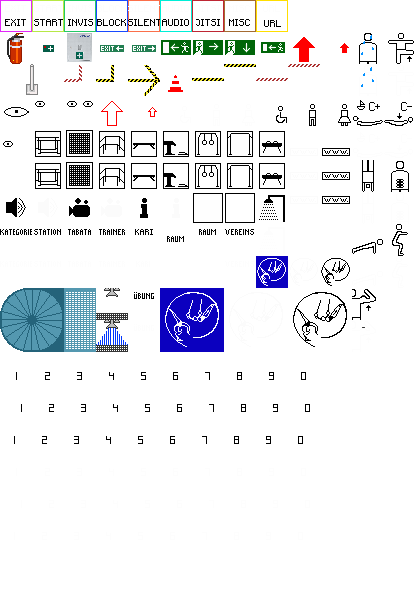 EXIT START INVIS BLOCK SILENT AUDIO JITSI MISC URL
EXIT EXIT
C+ C-
KATEGORIE STATION TABATA TRAINER KARI RAUM RAUM VEREINS
ÜBUNG
1 2 3 4 5 6 7 8 9 0
1 2 3 4 5 6 7 8 9 0
1 2 3 4 5 6 7 8 9 0